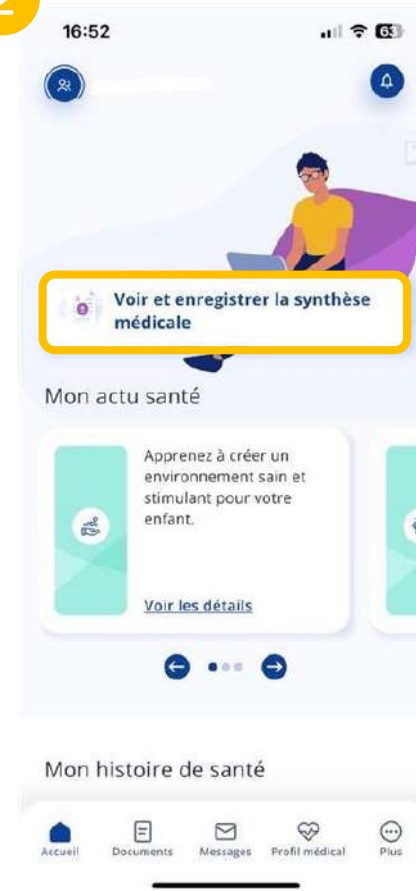 2
16:52
63
Voir et enregistrer la synthèse
médicale
Mon actu santé
Apprenez à créer un
environnement sain et
stimulant pour votre
enfant.
Voir les détails
Mon histoire de santé
Accueil
Documents
Messages
Profil médical
Plus